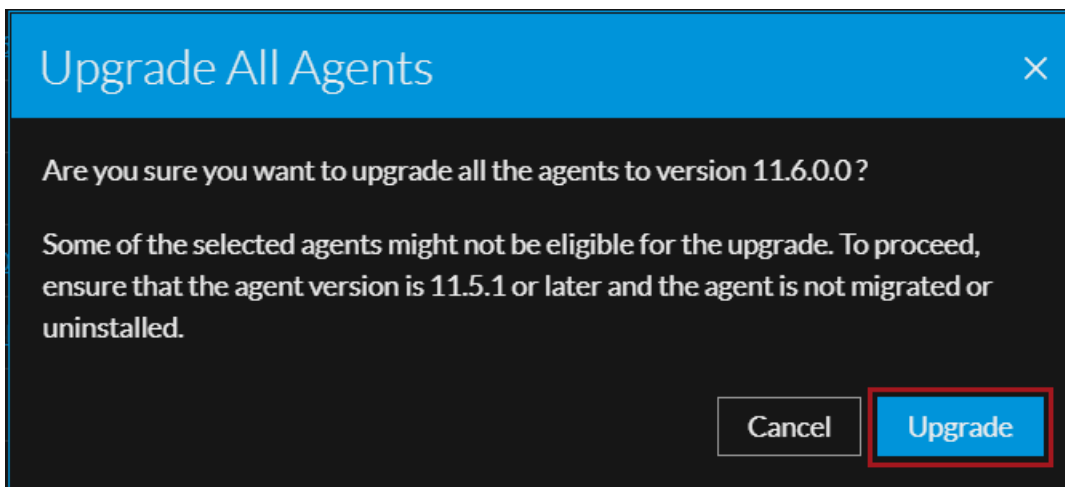 Upgrade All Agents
Are you sure you want to upgrade all the agents to version 11.6.0.0 ?
Some of the selected agents might not be eligible for the upgrade. To proceed,
ensure that the agent version is 11.5.1 or later and the agent is not migrated or
uninstalled.
Cancel
Upgrade